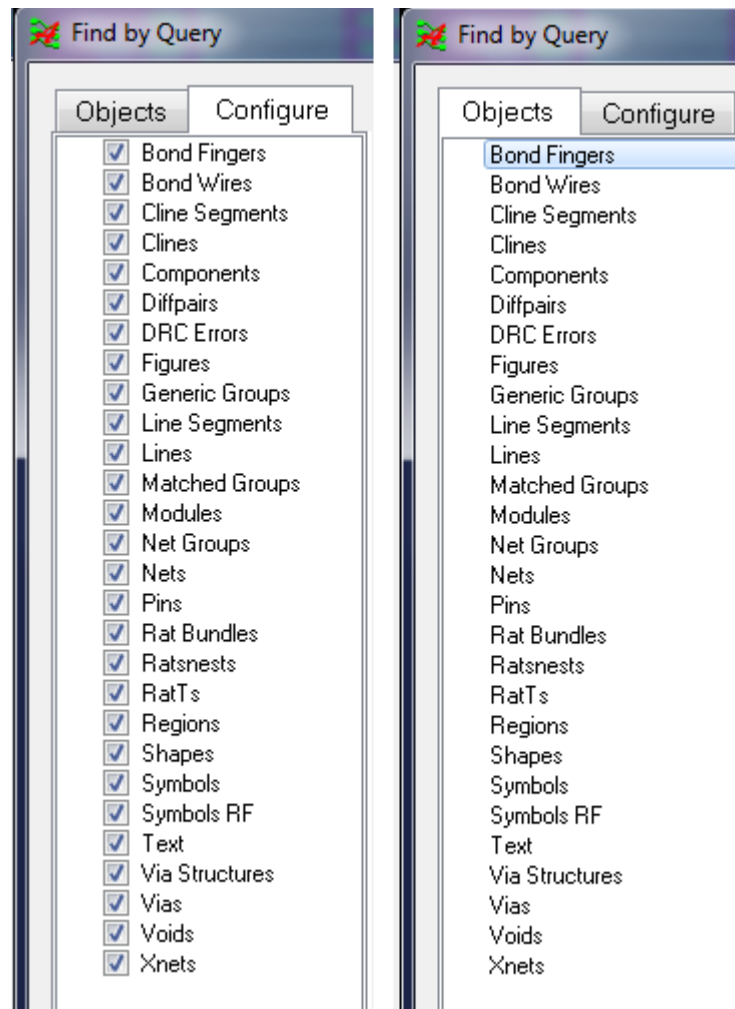 Find by Query
Objects Configure
Bond Fingers
Bond Wires
Cline Segments
Clines
Components
Diffpairs
DRC Errors
Figures
Generic Groups
Line Segments
Lines
Matched Groups
Modules
Net Groups
Nets
Pins
Rat Bundles
Ratsnests
RatTs
Regions
Shapes
Symbols
Symbols RF
Text
Via Structures
Vias
Voids
Xnets
Find by Query
Objects Configure
Bond Fingers
Bond Wires
Cline Segments
Clines
Components
Diffpairs
DRC Errors
Figures
Generic Groups
Line Segments
Lines
Matched Groups
Modules
Net Groups
Nets
Pins
Rat Bundles
Ratsnests
RatTs
Regions
Shapes
Symbols
Symbols RF
Text
Via Structures
Vias
Voids
Xnets